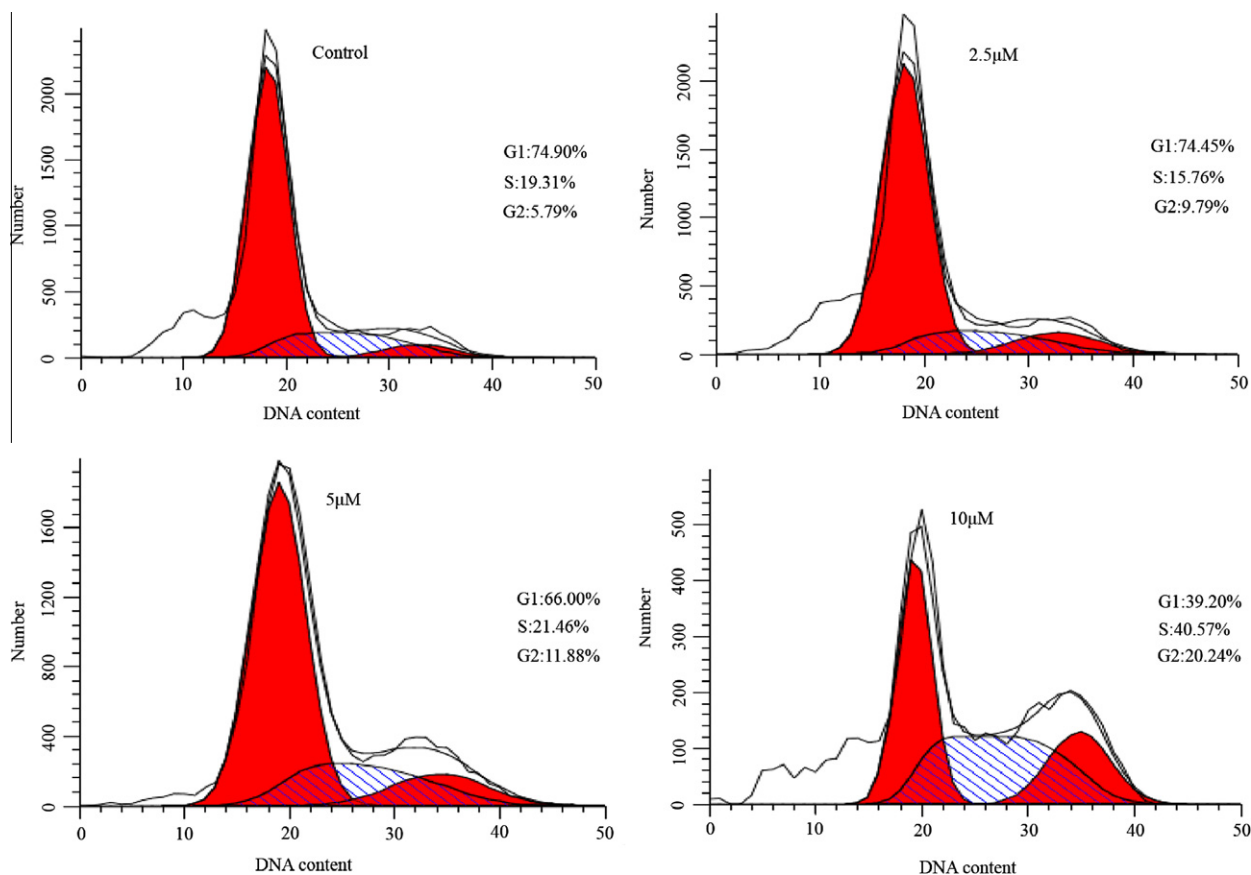 Control
2000
1500
1000
500
0
Number
G1:74.90%
S:19.31%
G2:5.79%
0 10 20 30 40 50
DNA content
2.5μM
2000
1500
1000
500
0
Number
G1:74.45%
S:15.76%
G2:9.79%
0 10 20 30 40 50
DNA content
5μM
1600
1200
800
400
0
Number
G1:66.00%
S:21.46%
G2:11.88%
0 10 20 30 40 50
DNA content
10μM
500
400
300
200
100
0
Number
G1:39.20%
S:40.57%
G2:20.24%
0 10 20 30 40 50
DNA content